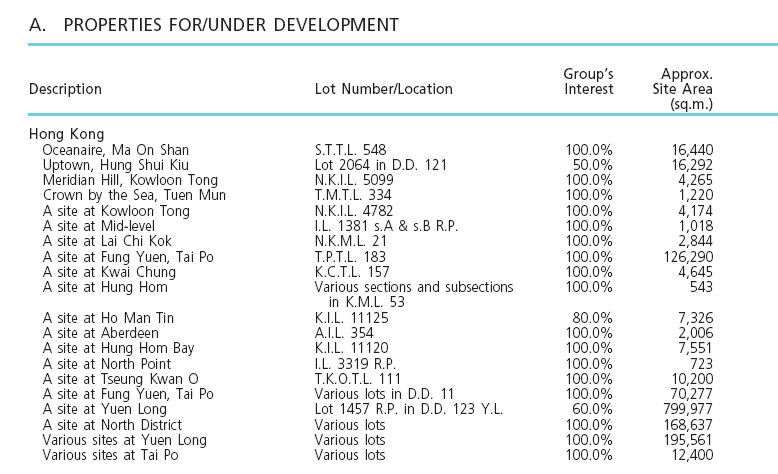 A. PROPERTIES FOR/UNDER DEVELOPMENT
Group's Approx.
Description Lot Number/Location Interest Site Area
(sq.m.)
Hong Kong
Oceanaire, Ma On Shan S.T.T.L. 548 100.0% 16,440
Uptown, Hung Shui Kiu Lot 2064 in D.D. 121 50.0% 16,292
Meridian Hill, Kowloon Tong N.K.I.L. 5099 100.0% 4,265
Crown by the Sea, Tuen Mun T.M.T.L. 334 100.0% 1,220
A site at Kowloon Tong N.K.I.L. 4782 100.0% 4,174
A site at Mid-level I.L. 1381 s.A & s.B R.P. 100.0% 1,018
A site at Lai Chi Kok N.K.M.L. 21 100.0% 2,844
A site at Fung Yuen, Tai Po T.P.T.L. 183 100.0% 126,290
A site at Kwai Chung K.C.T.L. 157 100.0% 4,645
A site at Hung Hom Various sections and subsections 100.0% 543
in K.M.L. 53
A site at Ho Man Tin K.I.L. 11125 80.0% 7,326
A site at Aberdeen A.I.L. 354 100.0% 2,006
A site at Hung Hom Bay K.I.L. 11120 100.0% 7,551
A site at North Point I.L. 3319 R.P. 100.0% 723
A site at Tseung Kwan O T.K.O.T.L. 111 100.0% 10,200
A site at Fung Yuen, Tai Po Various lots in D.D. 11 100.0% 70,277
A site at Yuen Long Lot 1457 R.P. in D.D. 123 Y.L. 60.0% 799,977
A site at North District Various lots 100.0% 168,637
Various sites at Yuen Long Various lots 100.0% 195,561
Various sites at Tai Po Various lots 100.0% 12,400